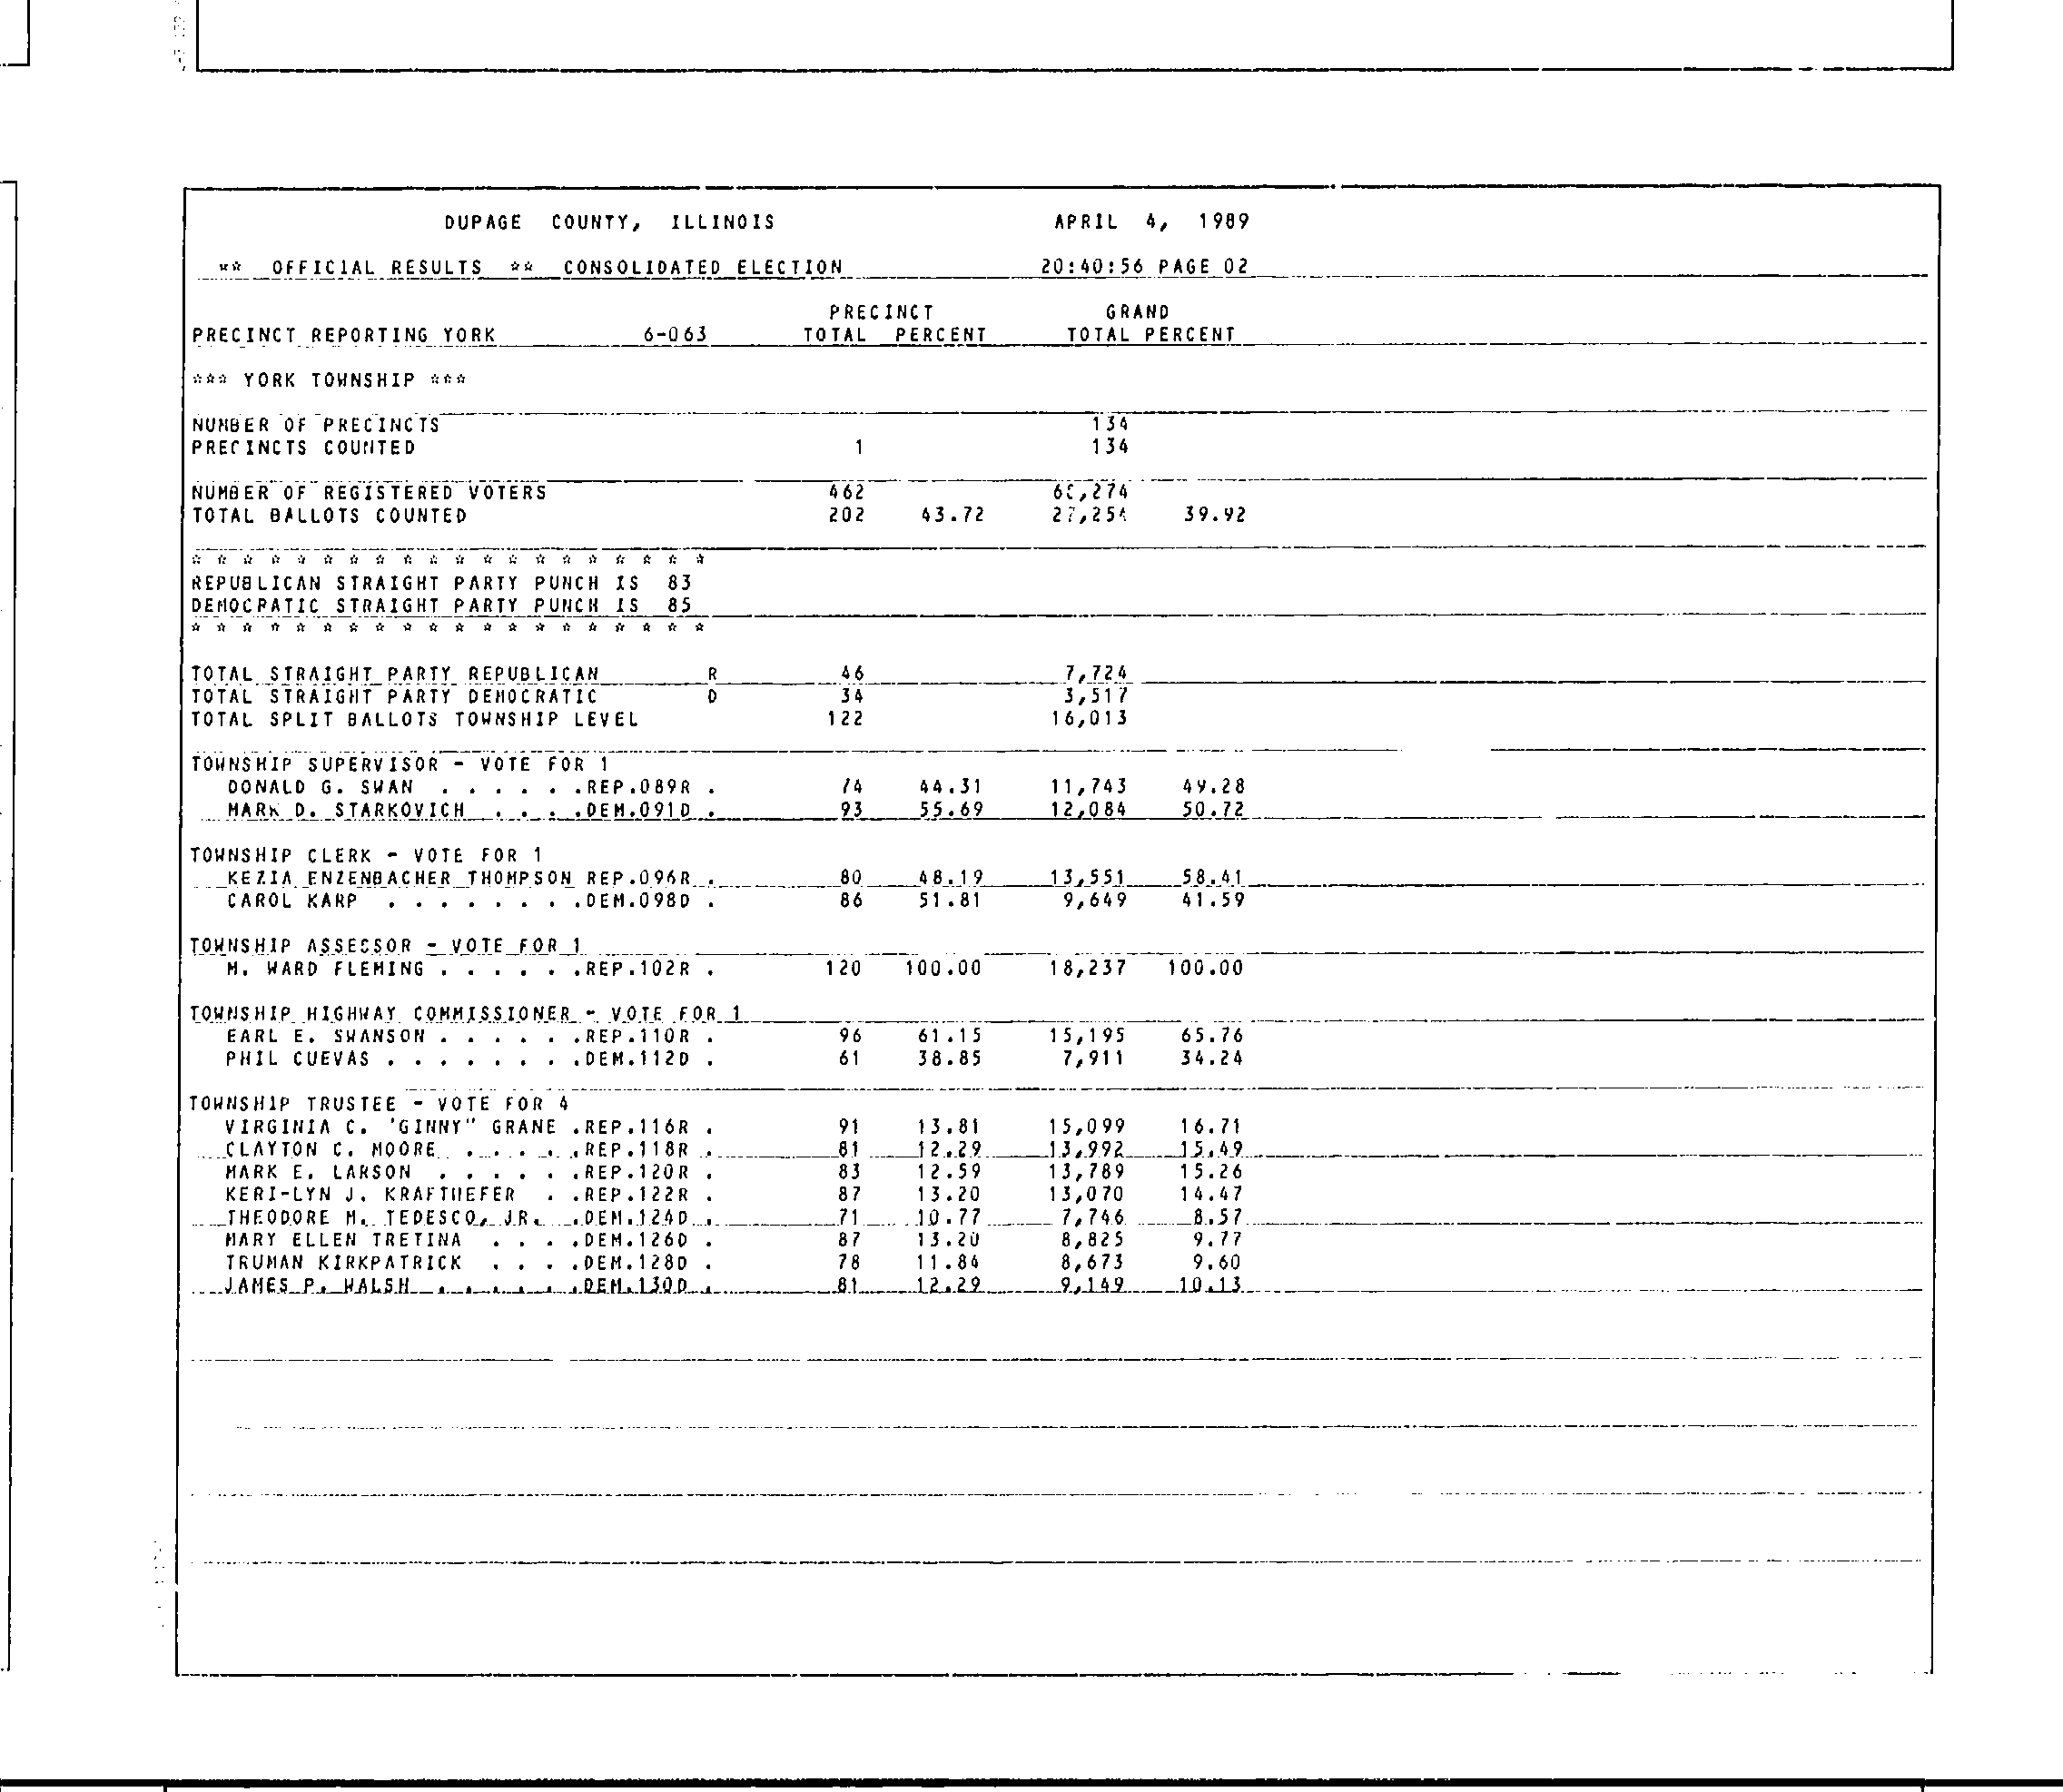 DUPAGE COUNTY, ILLINOIS APRIL 4, 1989
** OFFICIAL RESULTS ** CONSOLIDATED ELECTION 20:40:56 PAGE 02
PRECINCT GRAND
PRECINCT REPORTING YORK 6-063 TOTAL PERCENT TOTAL PERCENT
*** YORK TOWNSHIP ***
NUMBER OF PRECINCTS 134
PRECINCTS COUNTED 1 134
NUMBER OF REGISTERED VOTERS 462
TOTAL BALLOTS COUNTED 202 43.72 27,254 39.92
* * * * * * * * * * * * * * * * * * * *
REPUBLICAN STRAIGHT PARTY PUNCH IS 83
DEMOCRATIC STRAIGHT PARTY PUNCH IS 85
* * * * * * * * * * * * * * * * * * * *
TOTAL STRAIGHT PARTY REPUBLICAN R 46 7,724
TOTAL STRAIGHT PARTY DEMOCRATIC D 34 3,517
TOTAL SPLIT BALLOTS TOWNSHIP LEVEL 122 16,013
TOWNSHIP SUPERVISOR - VOTE FOR 1
DONALD G. SWAN . . . . . .REP.089R . 74 44.31 11,743 49.28
MARK D. STARKOVICH . . . .DEM.091D . 93 55.69 12,084 50.72
TOWNSHIP CLERK - VOTE FOR 1
KEZIA ENZENBACHER THOMPSON REP.096R . 80 48.19 13,551 58.41
CAROL KARP . . . . . . . .DEM.098D . 86 51.81 9,649 41.59
TOWNSHIP ASSESSOR - VOTE FOR 1
M. WARD FLEMING . . . . . .REP.102R . 120 100.00 18,237 100.00
TOWNSHIP HIGHWAY COMMISSIONER - VOTE FOR 1
EARL E. SWANSON . . . . . .REP.110R . 96 61.15 15,195 65.76
PHIL CUEVAS . . . . . . . .DEM.112D . 61 38.85 7,911 34.24
TOWNSHIP TRUSTEE - VOTE FOR 4
VIRGINIA C. "GINNY" GRANE .REP.116R . 91 13.81 15,099 16.71
CLAYTON C. MOORE . . . . .REP.118R . 81 12.29 13,992 15.49
MARK E. LARSON . . . . . .REP.120R . 83 12.59 13,789 15.26
KERI-LYN J. KRAFTHEFER . .REP.122R . 87 13.20 13,070 14.47
THEODORE M. TEDESCO, JR. .DEM.124D . 71 10.77 7,746 8.57
MARY ELLEN TRETINA . . . .DEM.126D . 87 13.20 8,825 9.77
TRUMAN KIRKPATRICK . . . .DEM.128D . 78 11.84 8,673 9.60
JAMES P. WALSH . . . . . .DEM.130D . 81 12.29 9,149 10.13